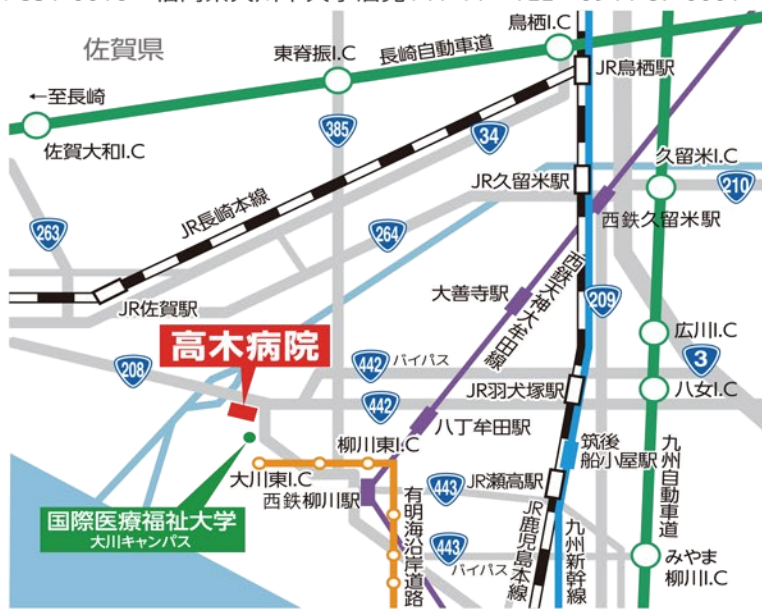 佐賀県
鳥栖I.C
東脊振I.C
長崎自動車道
JR鳥栖駅
←至長崎
佐賀大和I.C
385
34
久留米I.C
JR久留米駅
210
JR長崎本線
西鉄久留米駅
263
264
大善寺駅
西鉄天神大牟田線
209
JR佐賀駅
広川I.C
高木病院
3
208
442
バイパス
JR羽犬塚駅
八女I.C
442
八丁牟田駅
柳川東I.C
筑後
船小屋駅
九州自動車道
大川東I.C
JR瀬高駅
443
西鉄柳川駅
有明海沿岸道路
国際医療福祉大学
大川キャンパス
JR鹿児島本線
九州新幹線
443
バイパス
みやま
柳川I.C